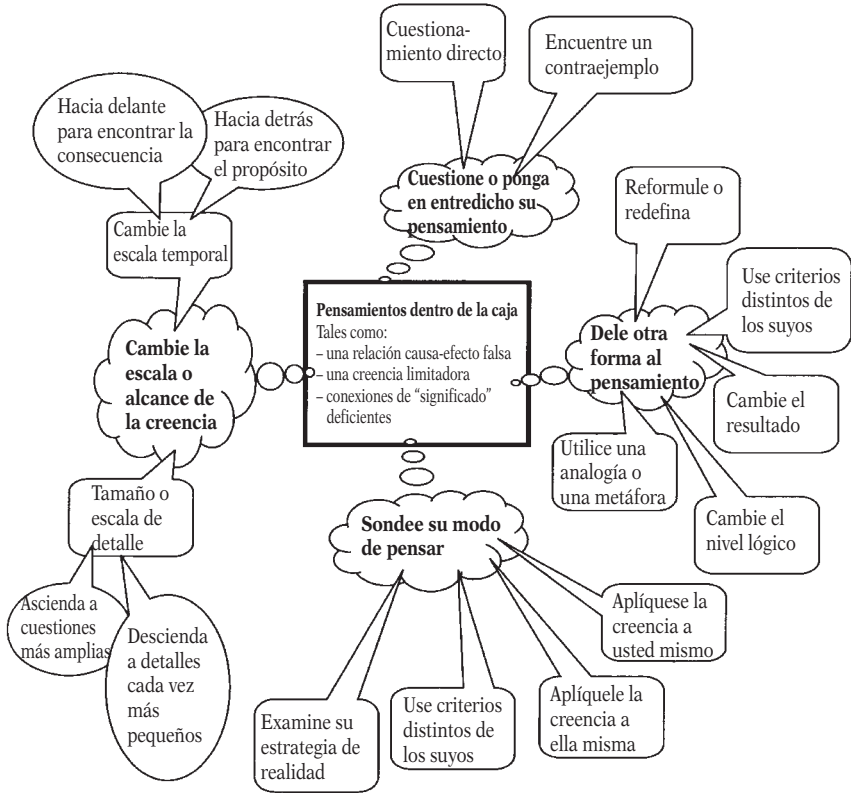 Cuestiona-
miento directo
Encuentre un
contraejemplo
Hacia delante
para encontrar la
consecuencia
Hacia detrás
para encontrar
el propósito
Cuestione o ponga
en entredicho su
pensamiento
Reformule o
redefina
Cambie la
escala temporal
Use criterios
distintos de
los suyos
Pensamientos dentro de la caja
Tales como:
– una relación causa-efecto falsa
– una creencia limitadora
– conexiones de “significado”
deficientes
Cambie la
escala o
alcance de
la creencia
Dele otra
forma al
pensamiento
Cambie el
resultado
Utilice una
analogía o
una metáfora
Cambie el
nivel lógico
Tamaño o
escala de
detalle
Sondee su modo
de pensar
Ascienda a
cuestiones
más amplias
Descienda
a detalles
cada vez
más
pequeños
Aplíquese la
creencia a
usted mismo
Examine su
estrategia de
realidad
Use criterios
distintos de
los suyos
Aplíquele la
creencia a
ella misma